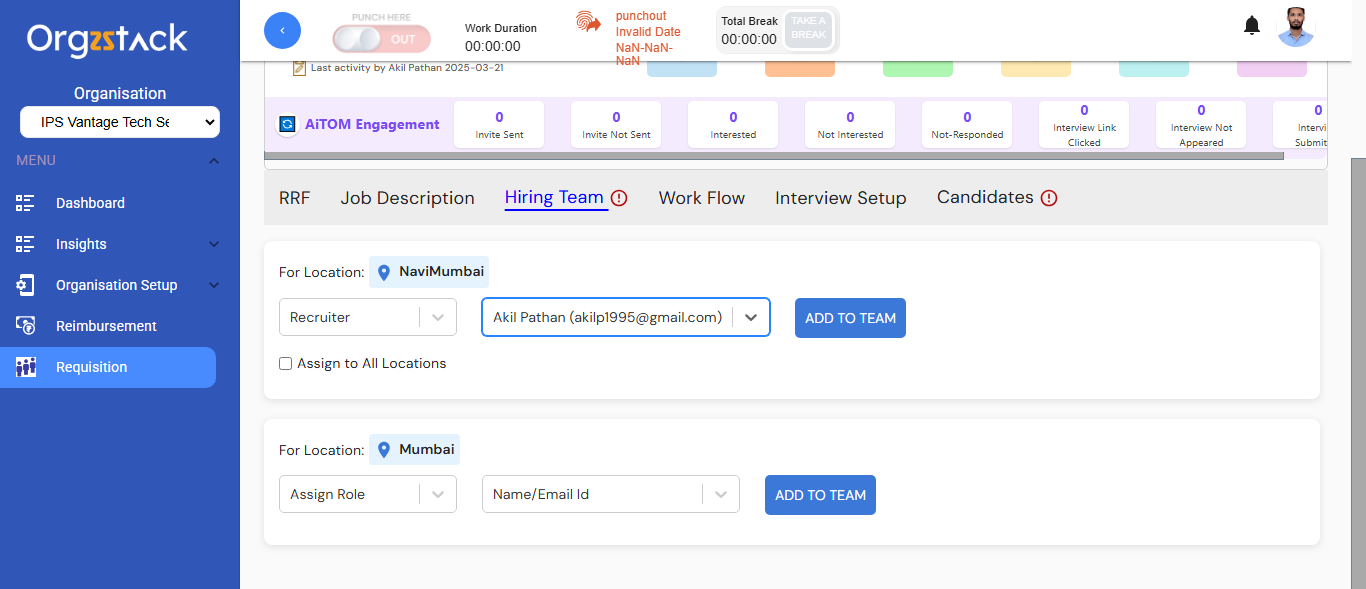 Orgzstack
PUNCH HERE
OUT
Work Duration
00:00:00
punchout
Invalid Date
NaN-NaN-
NaN
Total Break
00:00:00
TAKE A
BREAK
Organisation
IPS Vantage Tech Se
MENU
Dashboard
Insights
Organisation Setup
Reimbursement
Requisition
Last activity by Akil Pathan 2025-03-21
AiTOM Engagement
0
Invite Sent
0
Invite Not Sent
0
Interested
0
Not Interested
0
Not-Responded
0
Interview Link
Clicked
0
Interview Not
Appeared
0
Intervi
Submit
RRF Job Description Hiring Team Work Flow Interview Setup Candidates
For Location: NaviMumbai
Recruiter Akil Pathan (akilp1995@gmail.com) ADD TO TEAM
Assign to All Locations
For Location: Mumbai
Assign Role Name/Email Id ADD TO TEAM